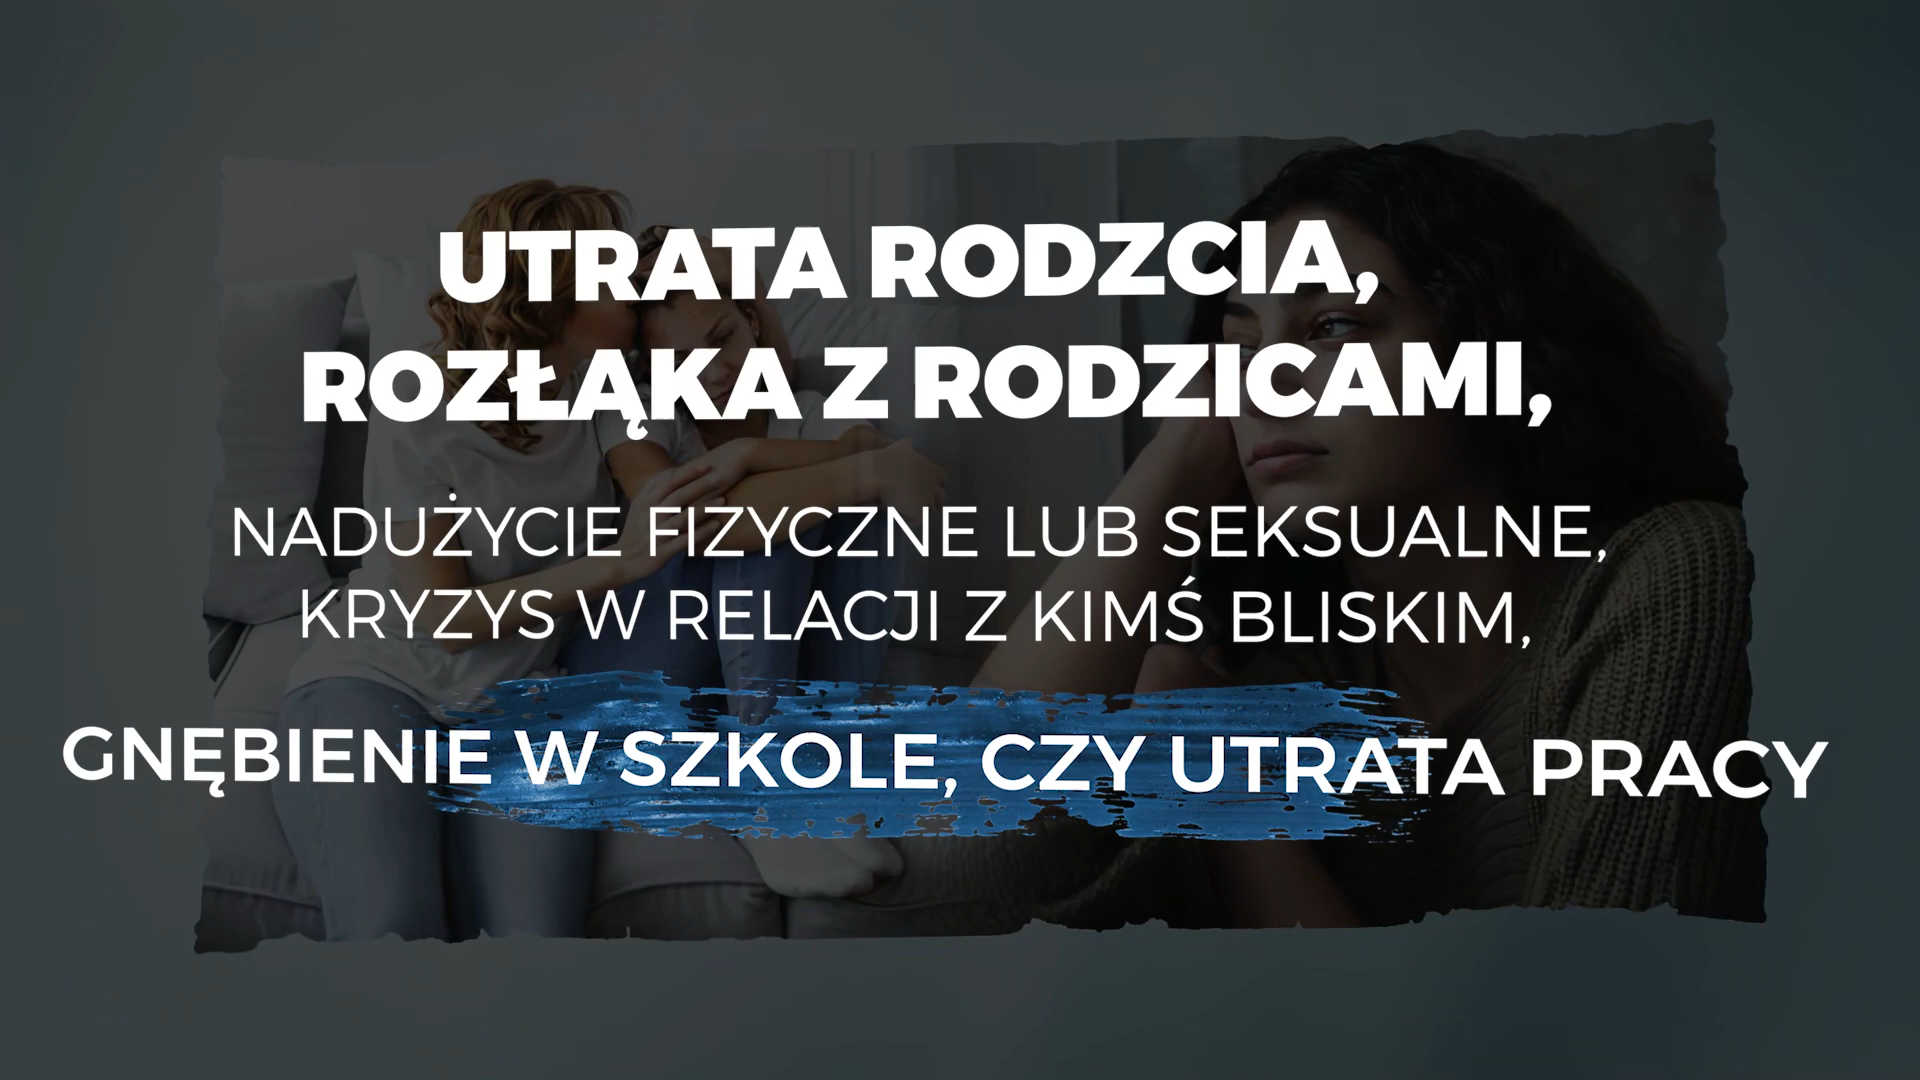 UTRATA RODZCIA,
ROZŁĄKA Z RODZICAMI,
NADUŻYCIE FIZYCZNE LUB SEKSUALNE,
KRYZYS W RELACJI Z KIMŚ BLISKIM,
GNĘBIENIE W SZKOLE, CZY UTRATA PRACY